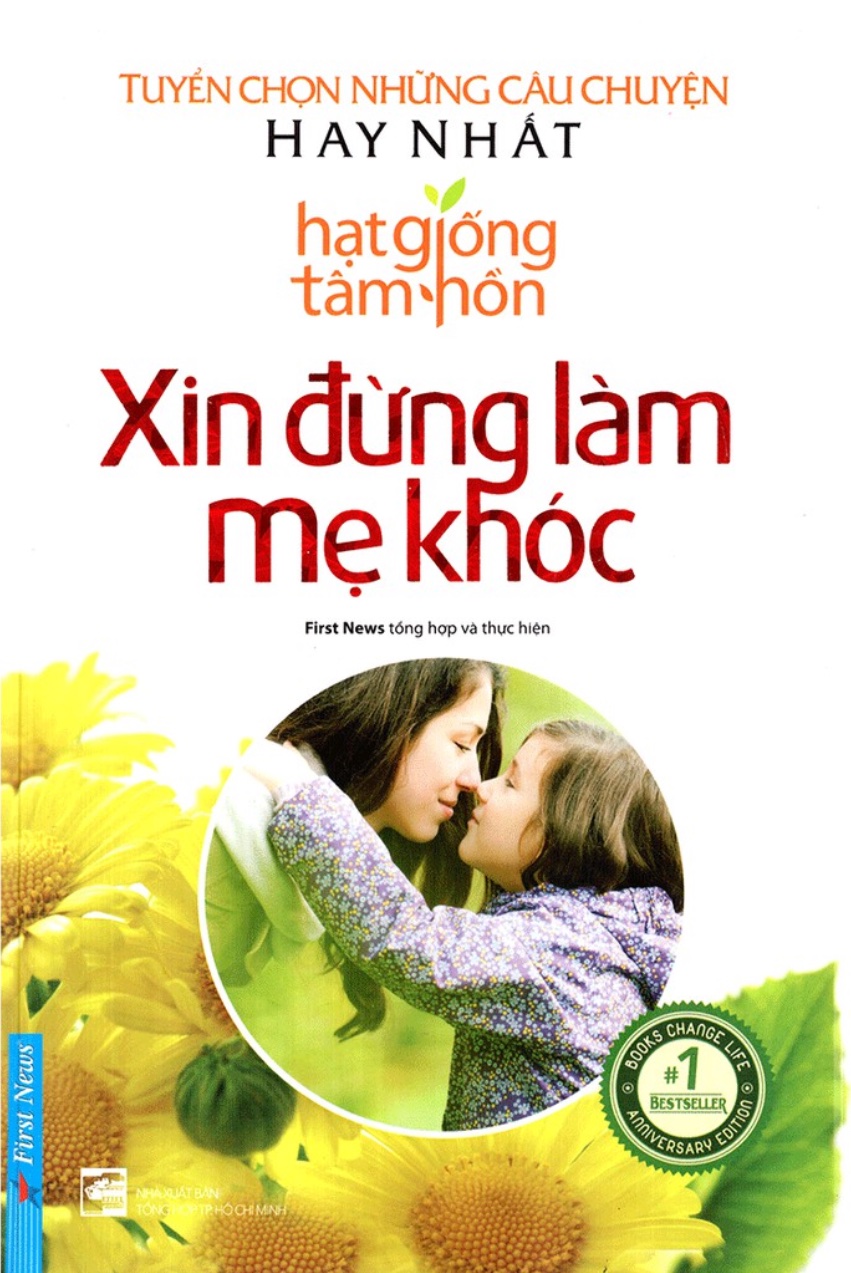 TUYỂN CHỌN NHỮNG CÂU CHUYỆN
HAY NHẤT
hạt giống
tâm hồn
Xin đừng làm
mẹ khóc
First News tổng hợp và thực hiện
BOOKS CHANGE LIFE
#1
BESTSELLER
ANNIVERSARY EDITION
First News
NHÀ XUẤT BẢN
TỔNG HỢP TP. HỒ CHÍ MINH